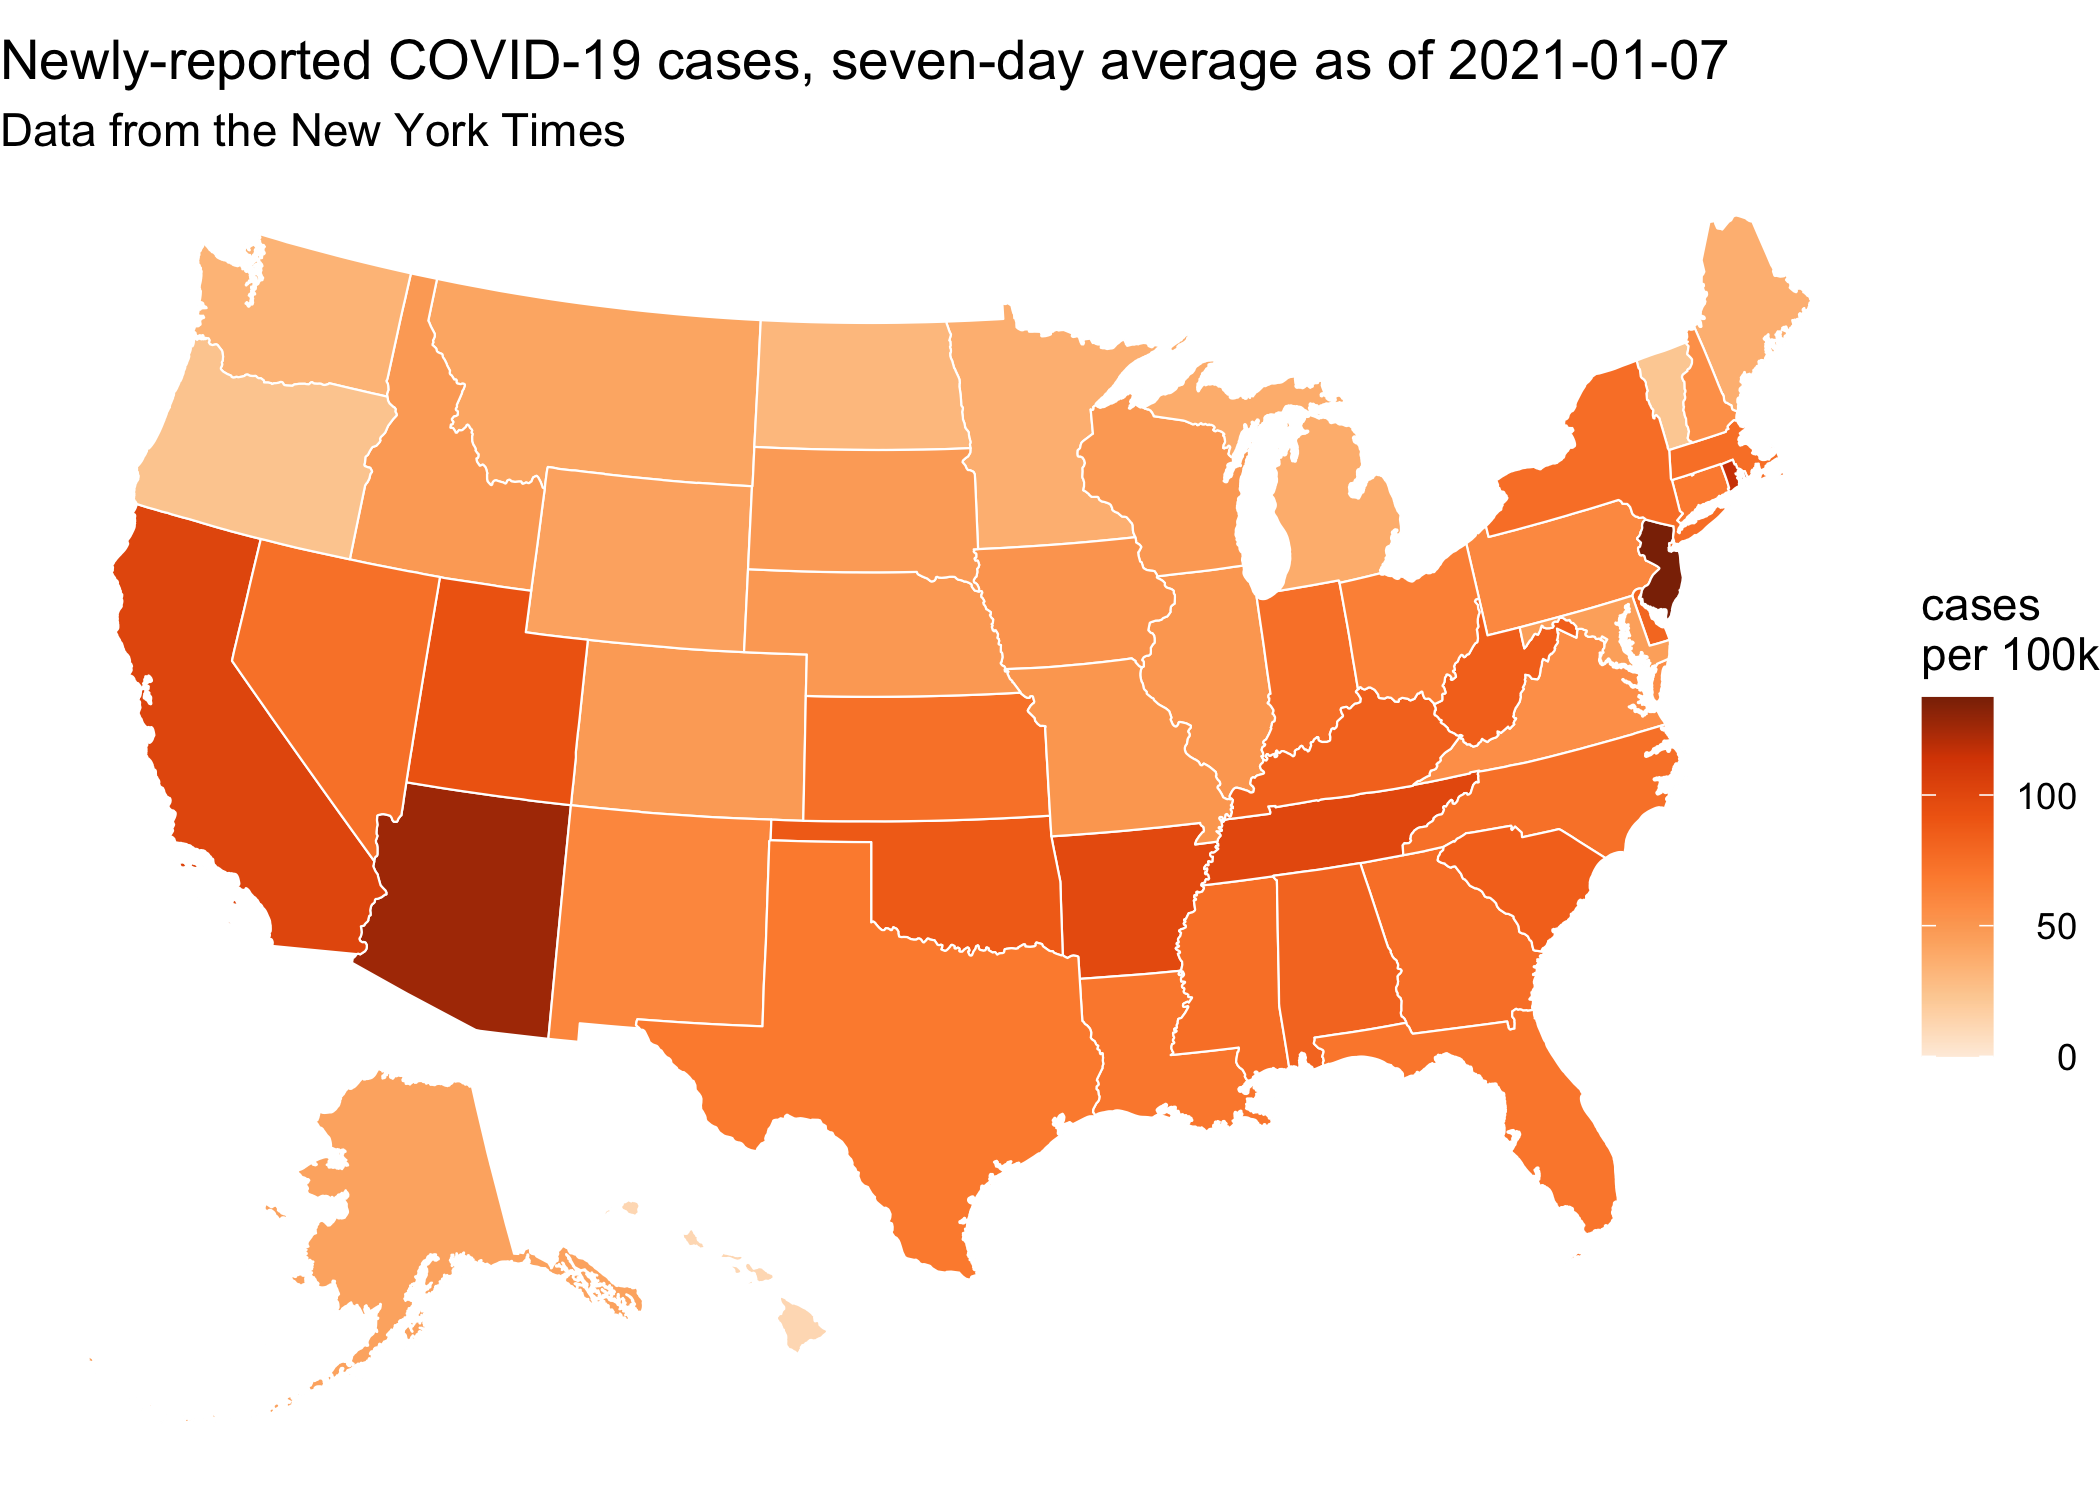 Newly-reported COVID-19 cases, seven-day average as of 2021-01-07
Data from the New York Times
cases
per 100k
100
50
0